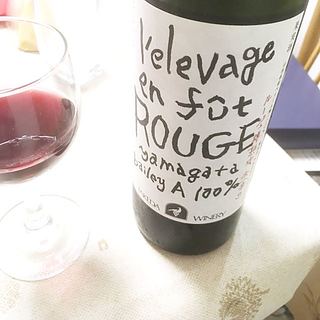 l'elevage
en fût
ROUGE
yamagata
bailey A 100%
WINERY